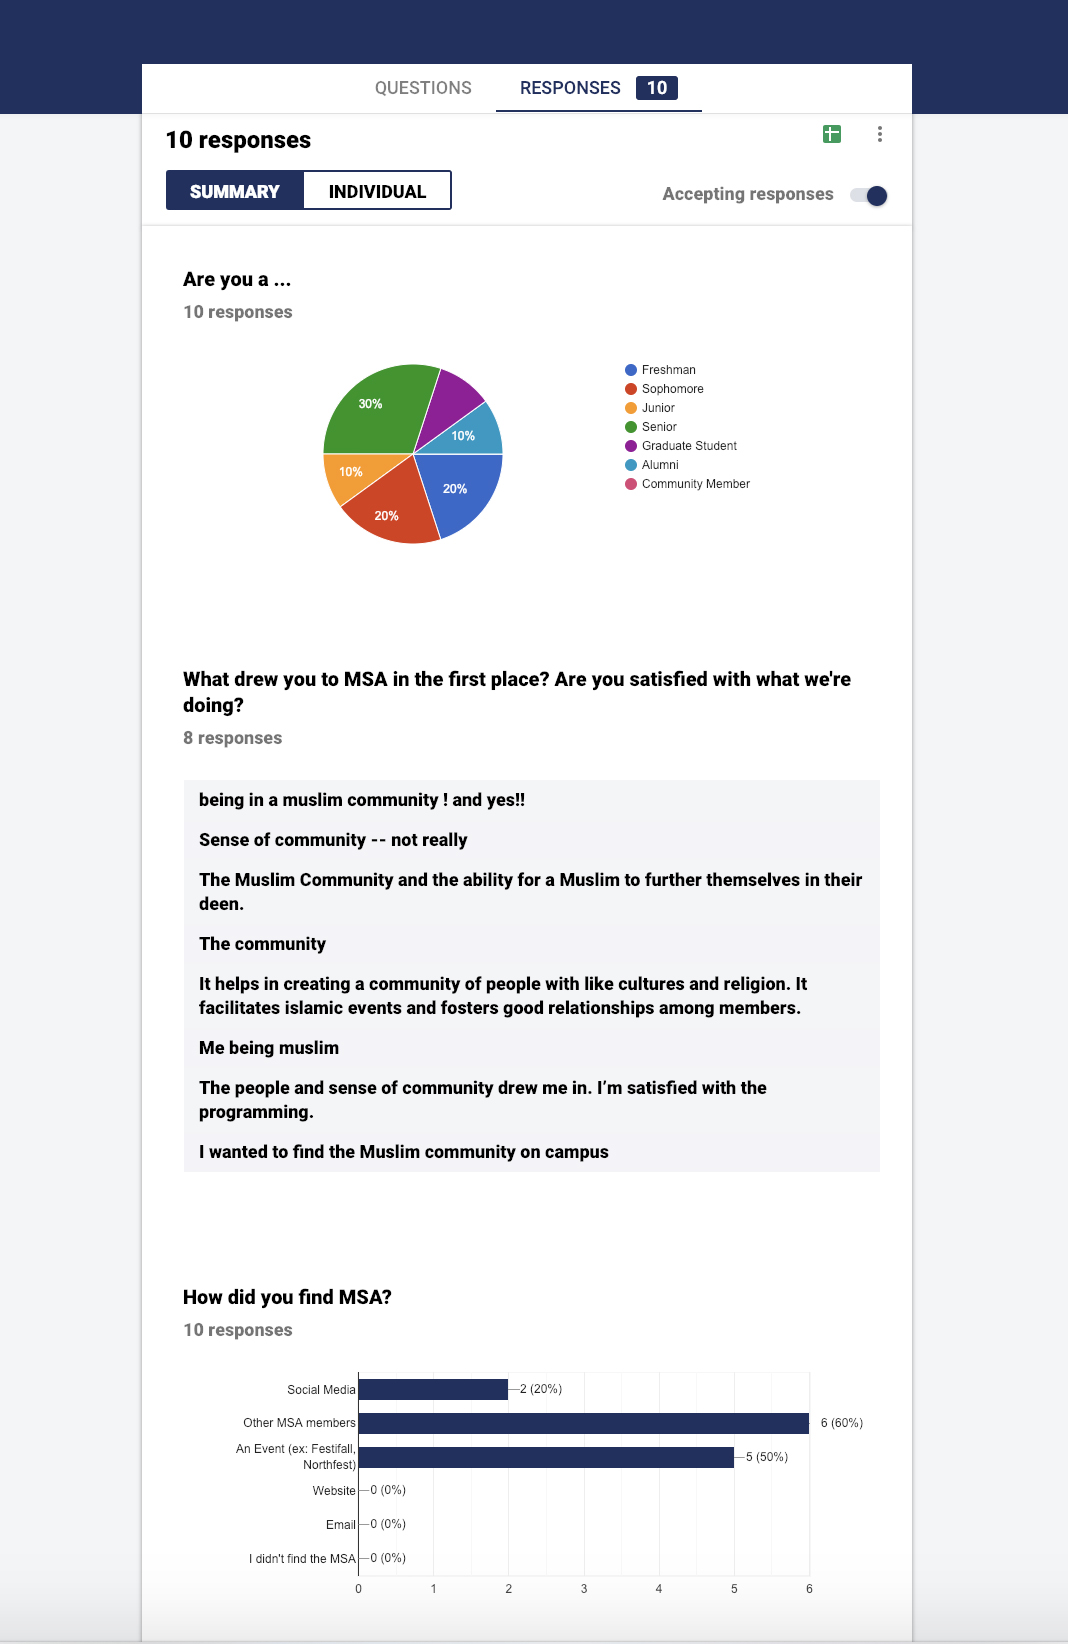 QUESTIONS RESPONSES 10
10 responses
SUMMARY INDIVIDUAL
Accepting responses
Are you a ...
10 responses
30%
10%
10%
20%
20%
Freshman
Sophomore
Junior
Senior
Graduate Student
Alumni
Community Member
What drew you to MSA in the first place? Are you satisfied with what we're
doing?
8 responses
being in a muslim community ! and yes!!
Sense of community -- not really
The Muslim Community and the ability for a Muslim to further themselves in their
deen.
The community
It helps in creating a community of people with like cultures and religion. It
facilitates islamic events and fosters good relationships among members.
Me being muslim
The people and sense of community drew me in. I’m satisfied with the
programming.
I wanted to find the Muslim community on campus
How did you find MSA?
10 responses
Social Media 2 (20%)
Other MSA members 6 (60%)
An Event (ex: Festifall,
Northfest) 5 (50%)
Website 0 (0%)
Email 0 (0%)
I didn't find the MSA 0 (0%)
0 1 2 3 4 5 6